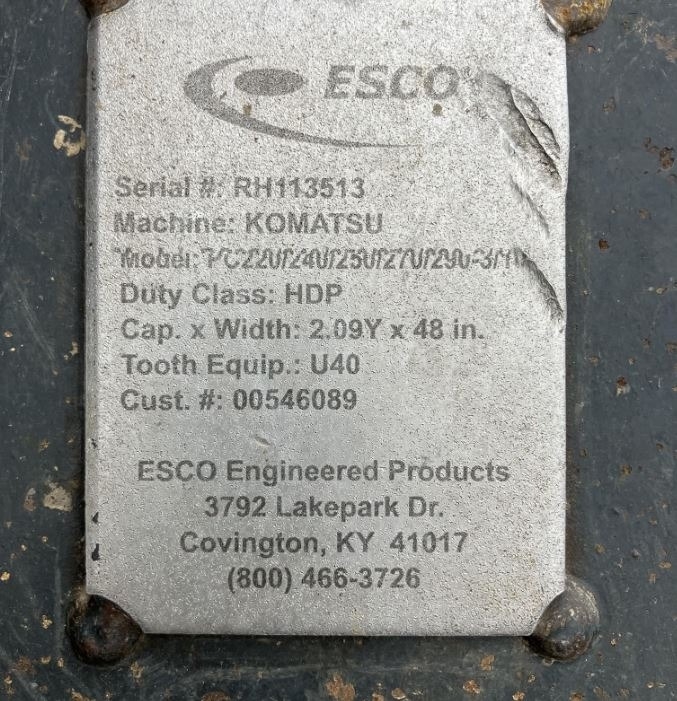 ESCO
Serial #: RH113513
Machine: KOMATSU
Model:
Duty Class: HDP
Cap. x Width: 2.09Y x 48 in.
Tooth Equip.: U40
Cust. #: 00546089
ESCO Engineered Products
3792 Lakepark Dr.
Covington, KY 41017
(800) 466-3726